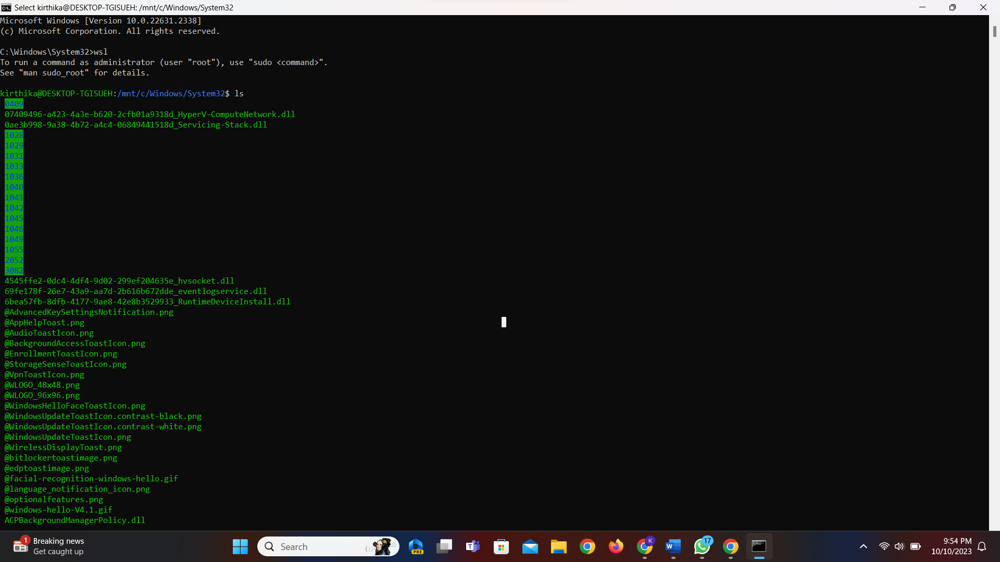 Select kirthika@DESKTOP-TGISUEH: /mnt/c/Windows/System32
Microsoft Windows [Version 10.0.22631.2338]
(c) Microsoft Corporation. All rights reserved.
C:\Windows\System32>wsl
To run a command as administrator (user "root"), use "sudo <command>".
See "man sudo_root" for details.
kirthika@DESKTOP-TGISUEH:/mnt/c/Windows/System32$ ls
0409
07409496-a423-4a3e-b620-2cfb01a9318d_HyperV-ComputeNetwork.dll
0ae3b998-9a38-4b72-a4c4-06849441518d_Servicing-Stack.dll
1028
1029
1031
1033
1036
1040
1041
1042
1045
1046
1049
1055
2052
3082
4545ffe2-0dc4-4df4-9d02-299ef204635e_hvsocket.dll
69fe178f-26e7-43a9-aa7d-2b616b672dde_eventlogservice.dll
6bea57fb-8dfb-4177-9ae8-42e8b3529933_RuntimeDeviceInstall.dll
@AdvancedKeySettingsNotification.png
@AppHelpToast.png
@AudioToastIcon.png
@BackgroundAccessToastIcon.png
@EnrollmentToastIcon.png
@StorageSenseToastIcon.png
@VpnToastIcon.png
@WLOGO_48x48.png
@WLOGO_96x96.png
@WindowsHelloFaceToastIcon.png
@WindowsUpdateToastIcon.contrast-black.png
@WindowsUpdateToastIcon.contrast-white.png
@WindowsUpdateToastIcon.png
@WirelessDisplayToast.png
@bitlockertoastimage.png
@edptoastimage.png
@facial-recognition-windows-hello.gif
@language_notification_icon.png
@optionalfeatures.png
@windows-hello-V4.1.gif
ACPBackgroundManagerPolicy.dll
1
Breaking news
Get caught up
Search
PRE
K
17
9:54 PM
10/10/2023